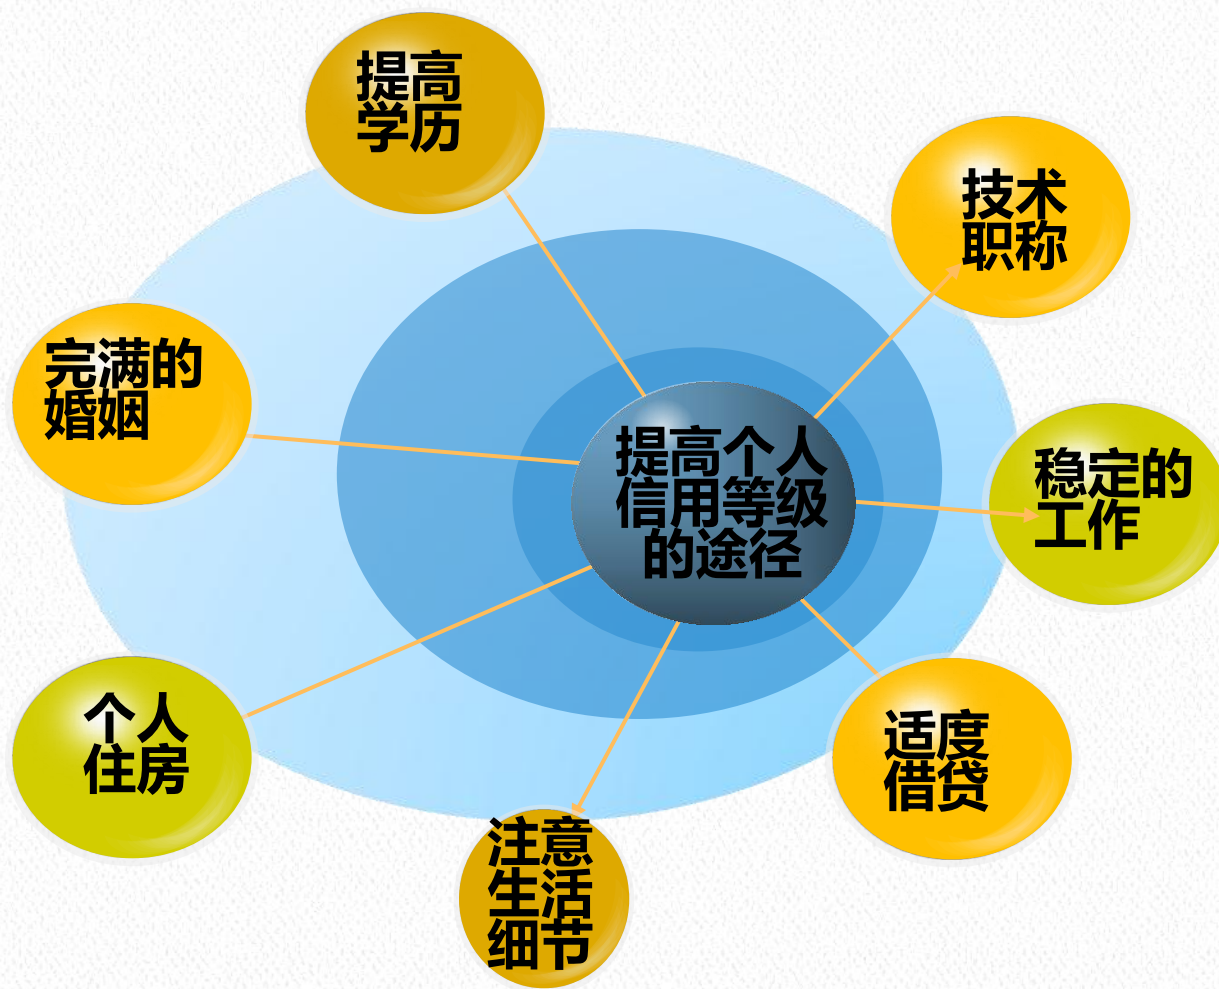 提高
学历
技术
职称
完满的
婚姻
提高个人
信用等级
的途径
稳定的
工作
个人
住房
适度
借贷
注意
生活
细节